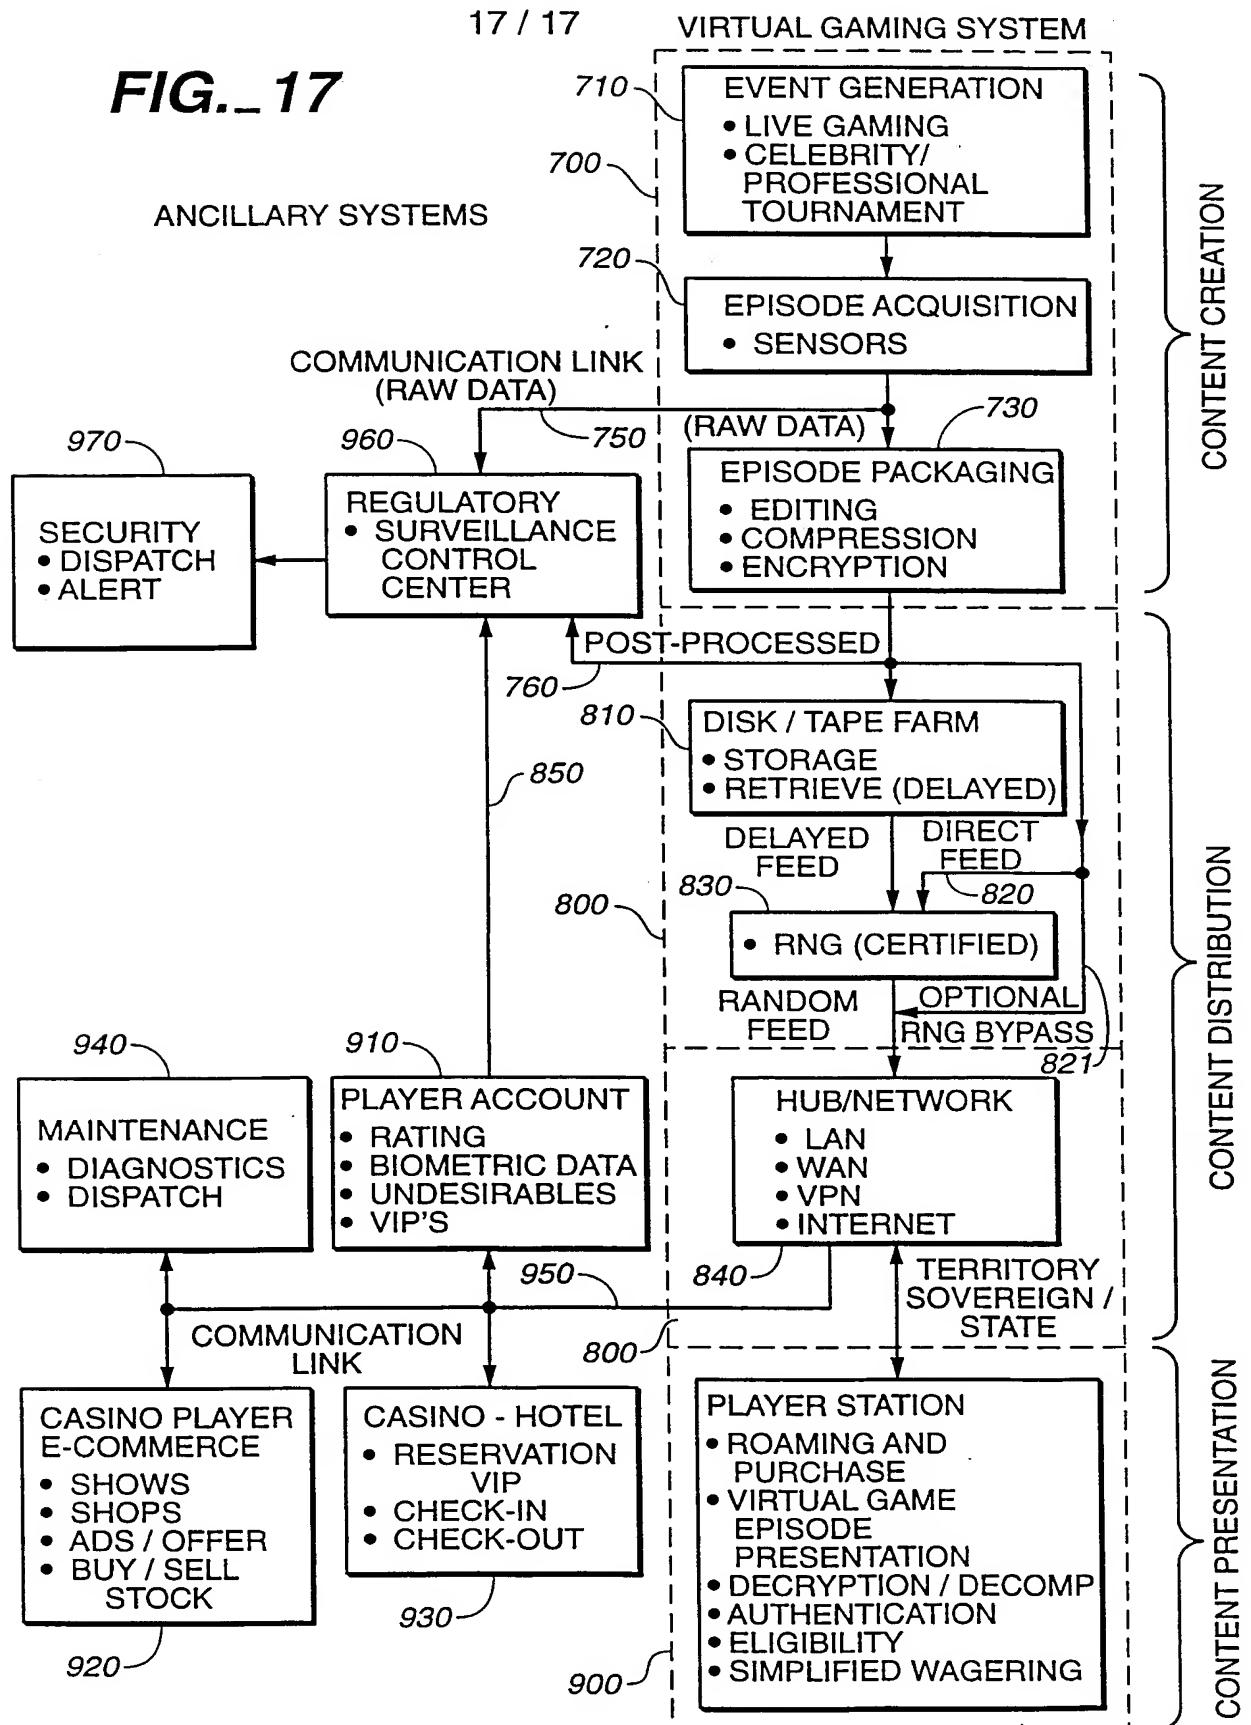 17 / 17
VIRTUAL GAMING SYSTEM
FIG._17
ANCILLARY SYSTEMS
710
EVENT GENERATION
• LIVE GAMING
• CELEBRITY/
PROFESSIONAL
TOURNAMENT
700
720
EPISODE ACQUISITION
• SENSORS
CONTENT CREATION
COMMUNICATION LINK
(RAW DATA)
750
(RAW DATA)
730
EPISODE PACKAGING
• EDITING
• COMPRESSION
• ENCRYPTION
970
SECURITY
• DISPATCH
• ALERT
960
REGULATORY
• SURVEILLANCE
CONTROL
CENTER
POST-PROCESSED
760
810
DISK / TAPE FARM
• STORAGE
• RETRIEVE (DELAYED)
850
DELAYED
FEED
DIRECT
FEED
820
830
800
• RNG (CERTIFIED)
RANDOM
FEED
OPTIONAL
RNG BYPASS
821
CONTENT DISTRIBUTION
940
MAINTENANCE
• DIAGNOSTICS
• DISPATCH
910
PLAYER ACCOUNT
• RATING
• BIOMETRIC DATA
• UNDESIRABLES
• VIP'S
HUB/NETWORK
• LAN
• WAN
• VPN
• INTERNET
950
840
TERRITORY
SOVEREIGN /
STATE
COMMUNICATION
LINK
800
CASINO PLAYER
E-COMMERCE
• SHOWS
• SHOPS
• ADS / OFFER
• BUY / SELL
STOCK
920
CASINO - HOTEL
• RESERVATION
VIP
• CHECK-IN
• CHECK-OUT
930
PLAYER STATION
• ROAMING AND
PURCHASE
• VIRTUAL GAME
EPISODE
PRESENTATION
• DECRYPTION / DECOMP
• AUTHENTICATION
• ELIGIBILITY
• SIMPLIFIED WAGERING
900
CONTENT PRESENTATION